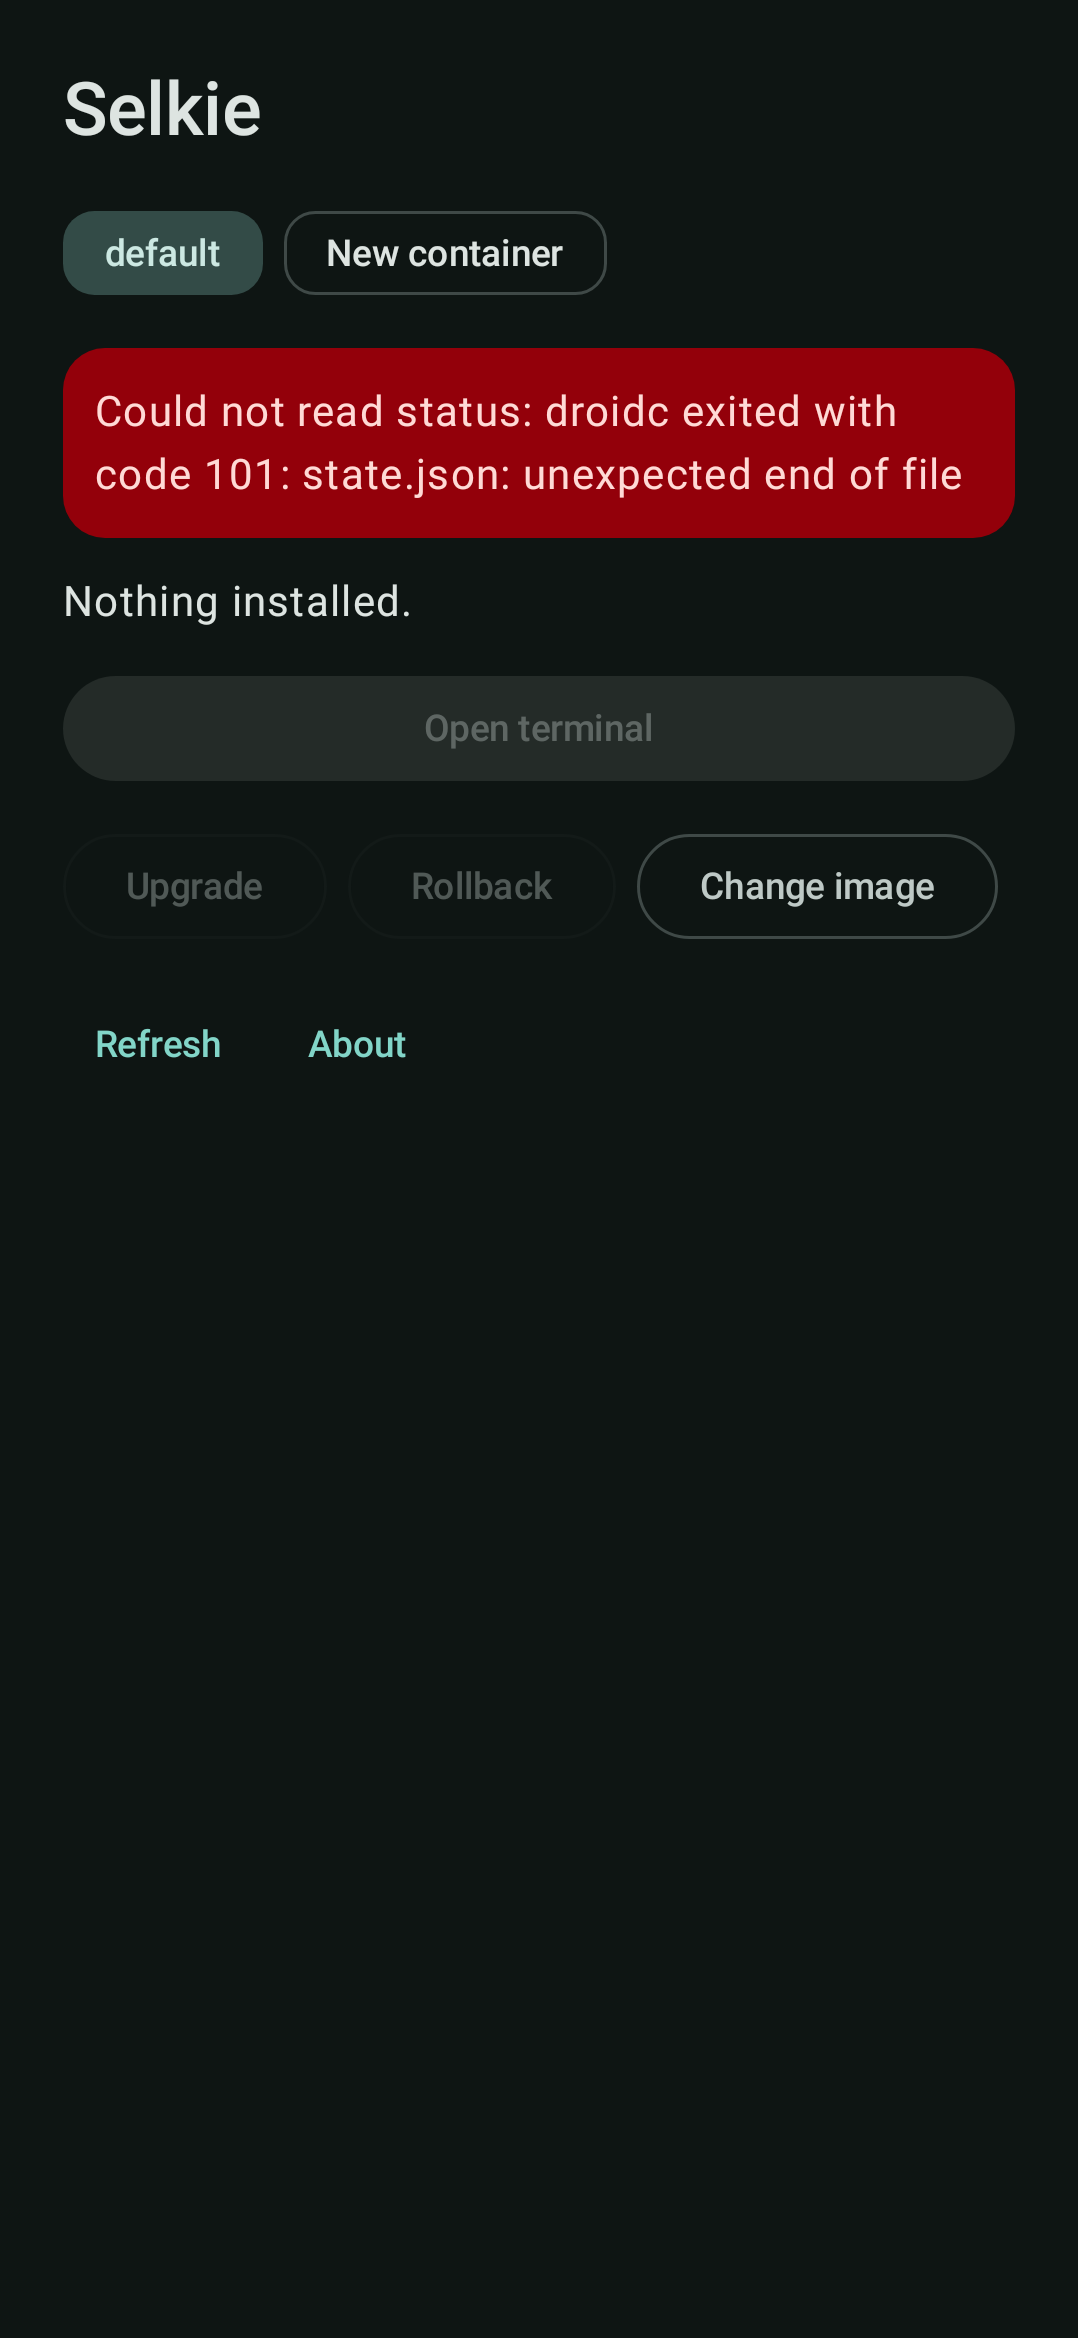 Selkie
default
New container
Could not read status: droidc exited with
code 101: state.json: unexpected end of file
Nothing installed.
Open terminal
Upgrade
Rollback
Change image
Refresh
About